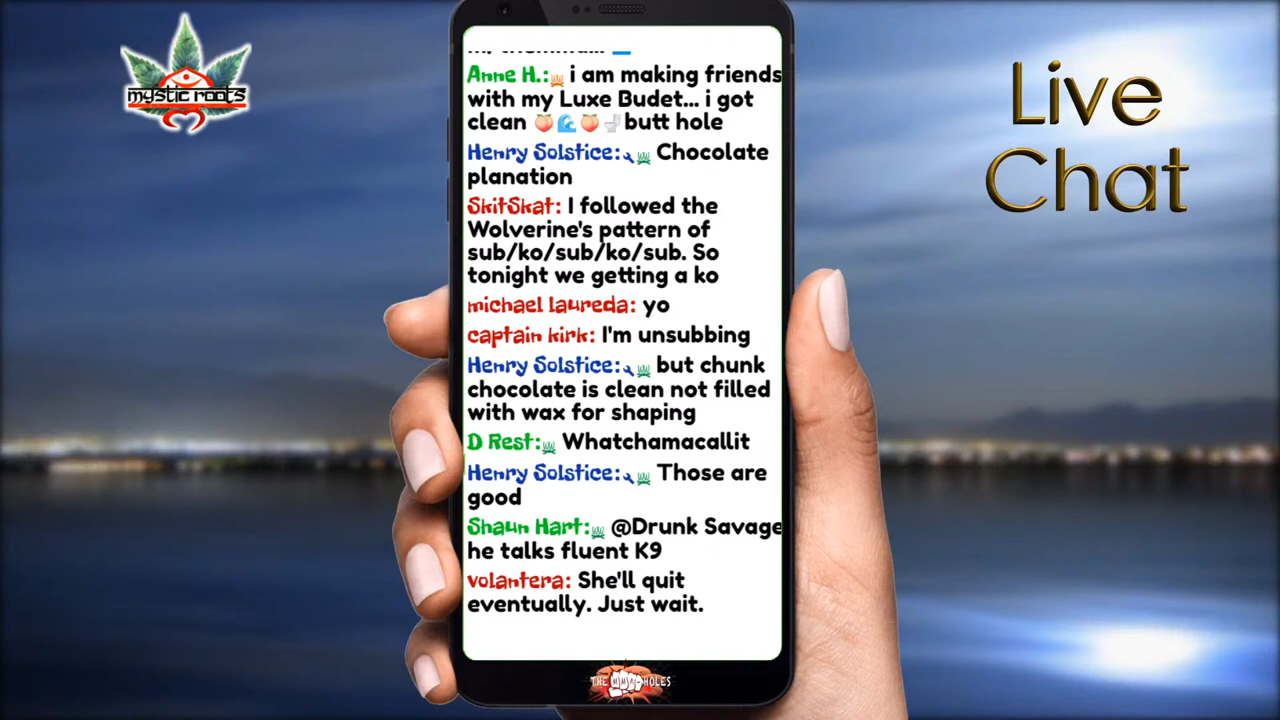 mystic roots
Live
Chat
Anne H.: i am making friends
with my Luxe Budet... i got
clean 🍑🌊🍑🚽butt hole
Henry Solstice: Chocolate
planation
SkitSkat: I followed the
Wolverine's pattern of
sub/ko/sub/ko/sub. So
tonight we getting a ko
michael laureda: yo
captain kirk: I'm unsubbing
Henry Solstice: but chunk
chocolate is clean not filled
with wax for shaping
D Rest: Whatchamacallit
Henry Solstice: Those are
good
Shaun Hart: @Drunk Savage
he talks fluent K9
volantera: She'll quit
eventually. Just wait.
THE MMA-HOLES